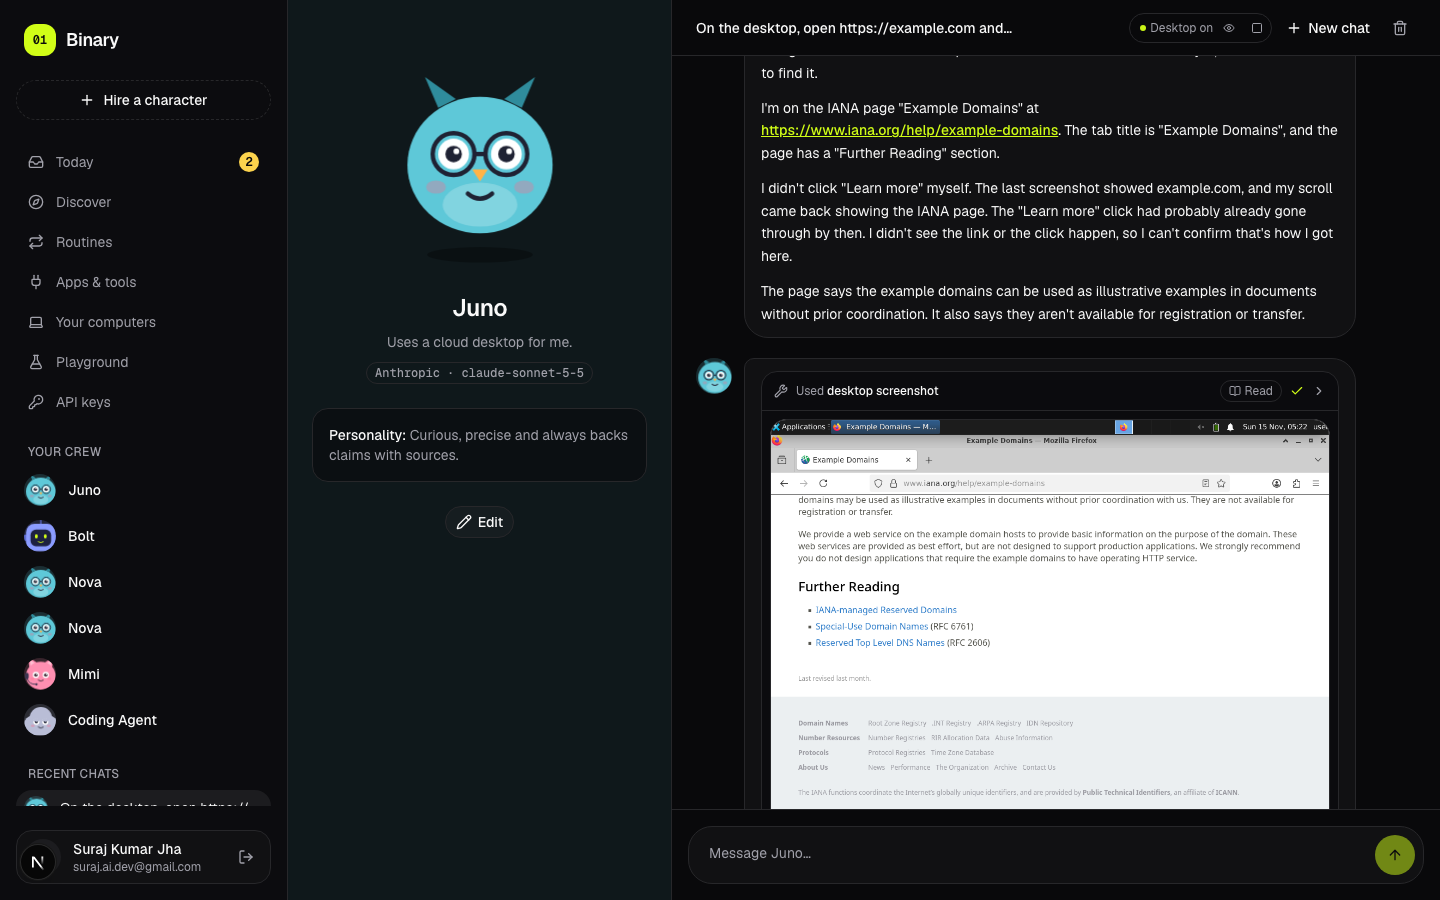 01 Binary
Hire a character
Today 2
Discover
Routines
Apps & tools
Your computers
Playground
API keys
YOUR CREW
Juno
Bolt
Nova
Nova
Mimi
Coding Agent
RECENT CHATS
Suraj Kumar Jha
suraj.ai.dev@gmail.com
N
Juno
Uses a cloud desktop for me.
Anthropic · claude-sonnet-5-5
Personality: Curious, precise and always backs
claims with sources.
Edit
On the desktop, open https://example.com and...
Desktop on
New chat
to find it.
I'm on the IANA page "Example Domains" at
https://www.iana.org/help/example-domains. The tab title is "Example Domains", and the
page has a "Further Reading" section.
I didn't click "Learn more" myself. The last screenshot showed example.com, and my scroll
came back showing the IANA page. The "Learn more" click had probably already gone
through by then. I didn't see the link or the click happen, so I can't confirm that's how I got
here.
The page says the example domains can be used as illustrative examples in documents
without prior coordination. It also says they aren't available for registration or transfer.
Used desktop screenshot
Read
Applications
Example Domains — M...
Sun 15 Nov, 05:22
Example Domains — Mozilla Firefox
Example Domains
www.iana.org/help/example-domains
domains may be used as illustrative examples in documents without prior coordination with us. They are not available for
registration or transfer.
We provide a web service on the example domain hosts to provide basic information on the purpose of the domain. These
web services are provided as best effort, but are not designed to support production applications. We strongly recommend
you do not design applications that require the example domains to have operating HTTP service.
Further Reading
IANA-managed Reserved Domains
Special-Use Domain Names (RFC 6761)
Reserved Top Level DNS Names (RFC 2606)
Last revised last month.
Domain Names Root Zone Registry .INT Registry .ARPA Registry IDN Repository
Number Resources Number Registries RIR Allocation Data Abuse Information
Protocols Protocol Registries Time Zone Database
About Us News Performance The Organization Archive Contact Us
The IANA functions coordinate the Internet's globally unique identifiers, and are provided by Public Technical Identifiers, an affiliate of ICANN.
Message Juno...